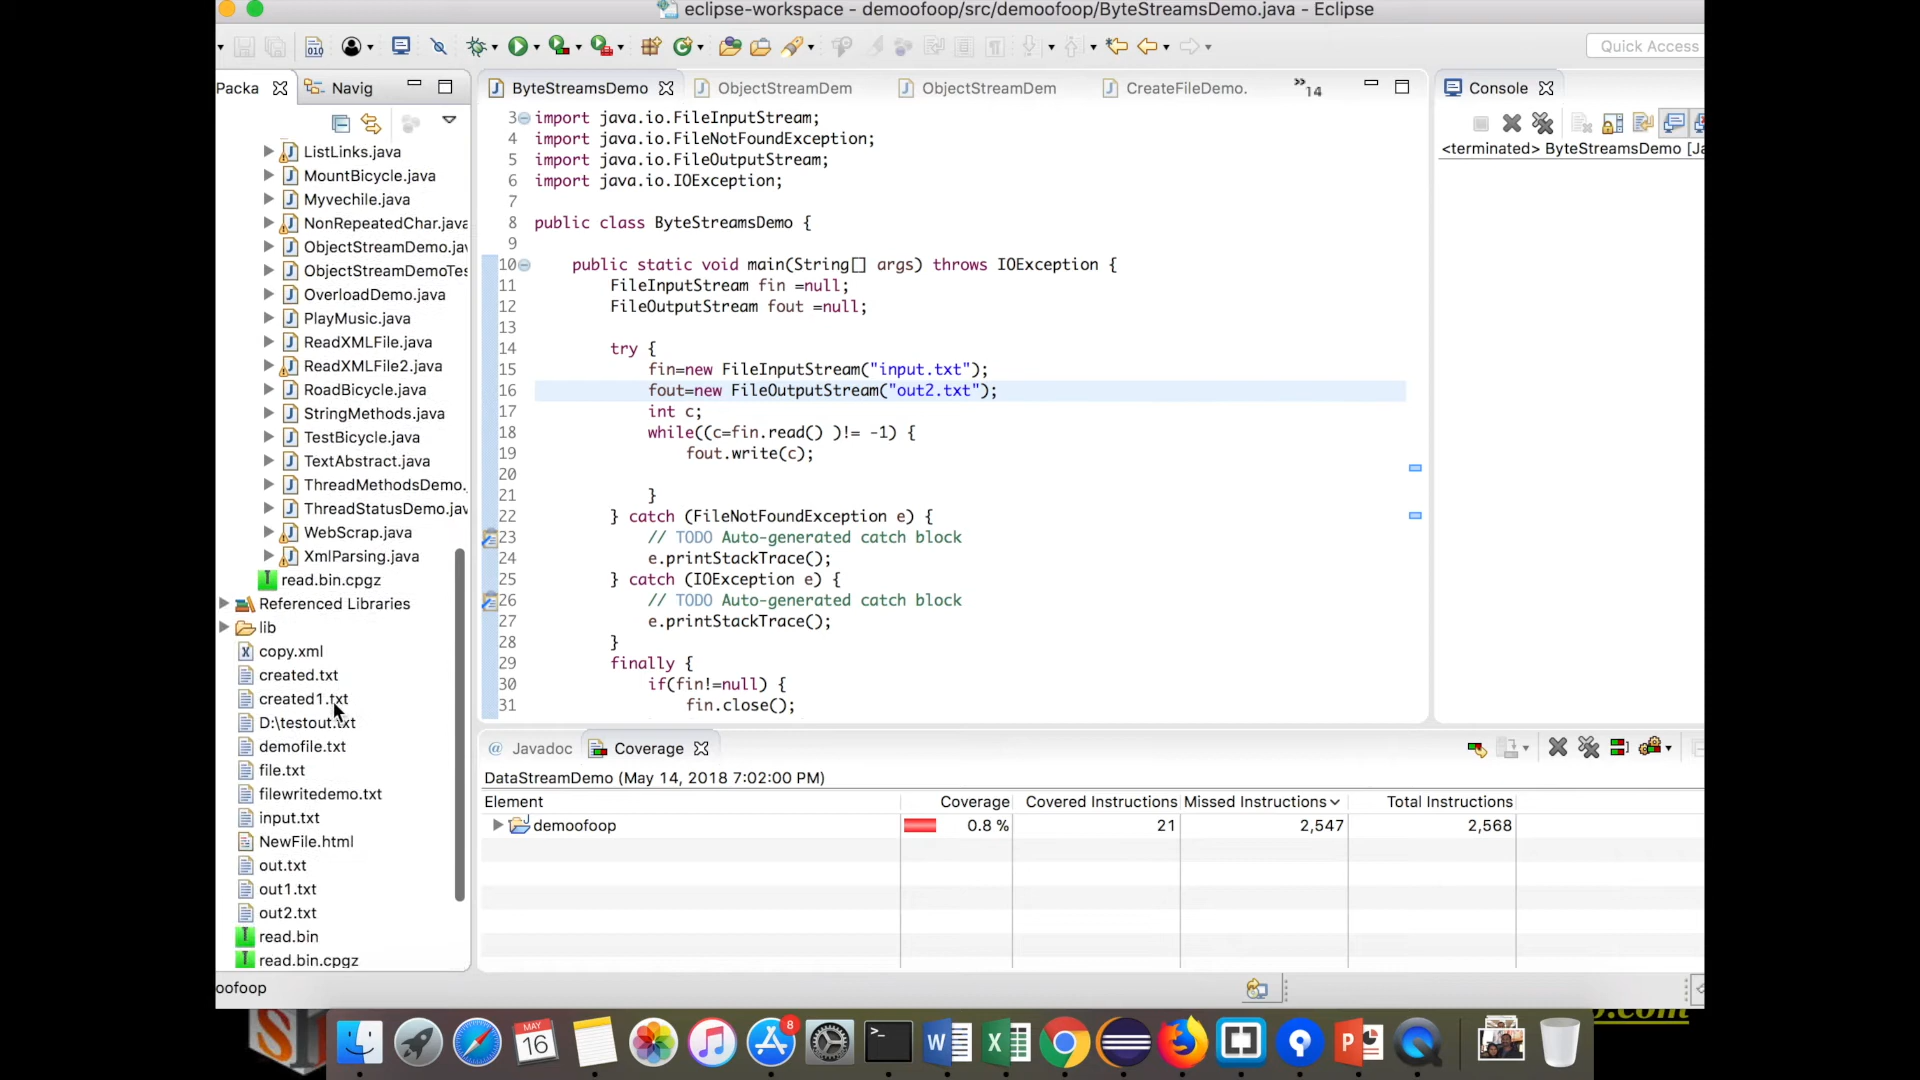 eclipse-workspace - demoofoop/src/demoofoop/ByteStreamsDemo.java - Eclipse
Quick Access
Packa
Navig
ListLinks.java
MountBicycle.java
Myvechile.java
NonRepeatedChar.java
ObjectStreamDemo.jav
ObjectStreamDemoTes
OverloadDemo.java
PlayMusic.java
ReadXMLFile.java
ReadXMLFile2.java
RoadBicycle.java
StringMethods.java
TestBicycle.java
TextAbstract.java
ThreadMethodsDemo.
ThreadStatusDemo.jav
WebScrap.java
XmlParsing.java
read.bin.cpgz
Referenced Libraries
lib
copy.xml
created.txt
created1.txt
D:\testout.txt
demofile.txt
file.txt
filewritedemo.txt
input.txt
NewFile.html
out.txt
out1.txt
out2.txt
read.bin
read.bin.cpgz
oofoop
ByteStreamsDemo
ObjectStreamDem
ObjectStreamDem
CreateFileDemo.
»14
3 import java.io.FileInputStream;
4 import java.io.FileNotFoundException;
5 import java.io.FileOutputStream;
6 import java.io.IOException;
7
8 public class ByteStreamsDemo {
9
10 public static void main(String[] args) throws IOException {
11 FileInputStream fin =null;
12 FileOutputStream fout =null;
13
14 try {
15 fin=new FileInputStream("input.txt");
16 fout=new FileOutputStream("out2.txt");
17 int c;
18 while((c=fin.read() )!= -1) {
19 fout.write(c);
20
21 }
22 } catch (FileNotFoundException e) {
23 // TODO Auto-generated catch block
24 e.printStackTrace();
25 } catch (IOException e) {
26 // TODO Auto-generated catch block
27 e.printStackTrace();
28 }
29 finally {
30 if(fin!=null) {
31 fin.close();
Console
<terminated> ByteStreamsDemo [Ja
@ Javadoc
Coverage
DataStreamDemo (May 14, 2018 7:02:00 PM)
Element Coverage Covered Instructions Missed Instructions Total Instructions
demoofoop 0.8 % 21 2,547 2,568
MAY
16
8